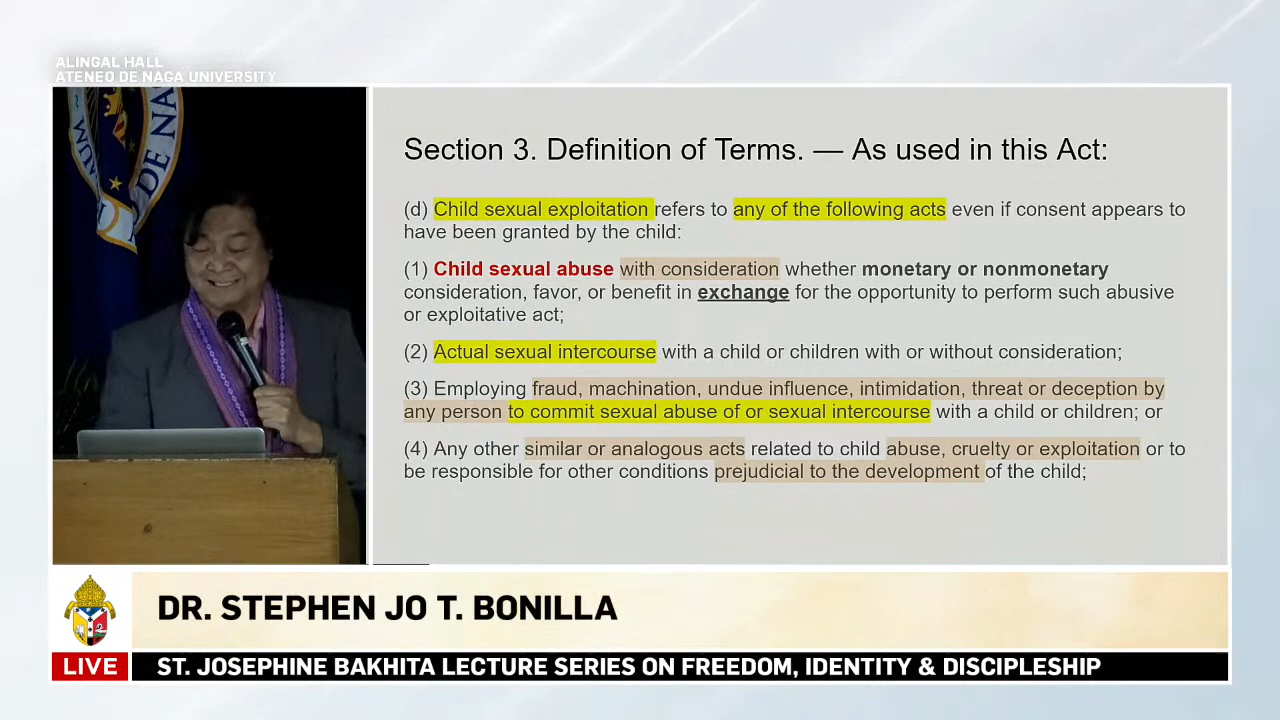 ALINGAL HALL
ATENEO DE NAGA UNIVERSITY
DE NA
NUM
Section 3. Definition of Terms. — As used in this Act:
(d) Child sexual exploitation refers to any of the following acts even if consent appears to
have been granted by the child:
(1) Child sexual abuse with consideration whether monetary or nonmonetary
consideration, favor, or benefit in exchange for the opportunity to perform such abusive
or exploitative act;
(2) Actual sexual intercourse with a child or children with or without consideration;
(3) Employing fraud, machination, undue influence, intimidation, threat or deception by
any person to commit sexual abuse of or sexual intercourse with a child or children; or
(4) Any other similar or analogous acts related to child abuse, cruelty or exploitation or to
be responsible for other conditions prejudicial to the development of the child;
DR. STEPHEN JO T. BONILLA
LIVE ST. JOSEPHINE BAKHITA LECTURE SERIES ON FREEDOM, IDENTITY & DISCIPLESHIP